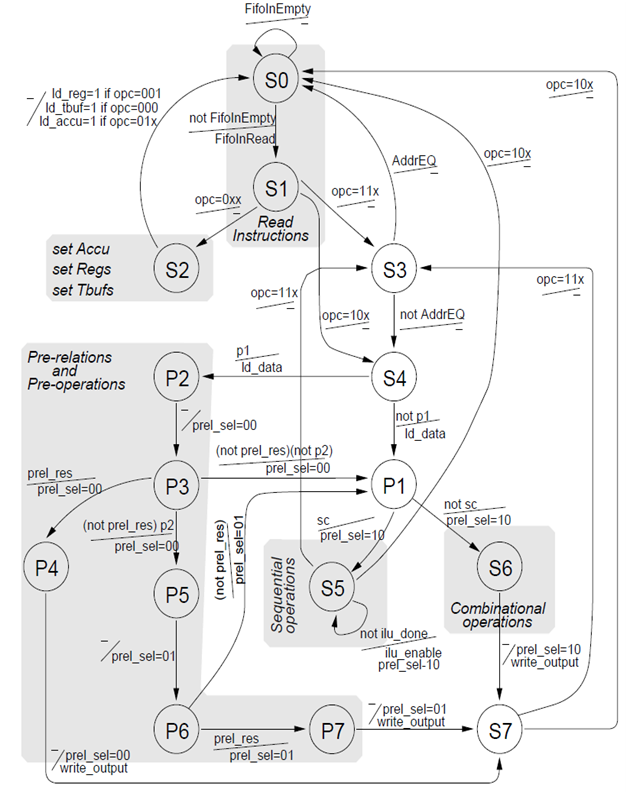 FifoInEmpty
–
S0
– ld_reg=1 if opc=001
ld_tbuf=1 if opc=000
ld_accu=1 if opc=01x
opc=10x
–
not FifoInEmpty
FifoInRead
AddrEQ
–
opc=10x
–
S1
opc=0xx
–
opc=11x
–
Read
Instructions
set Accu
set Regs
set Tbufs
S2
S3
opc=11x
–
opc=11x
–
opc=10x
–
not AddrEQ
–
Pre-relations
and
Pre-operations
p1
ld_data
P2
S4
–
prel_sel=00
not p1
ld_data
(not prel_res)(not p2)
prel_sel=00
prel_res
prel_sel=00
P3
P1
(not prel_res) p2
prel_sel=00
(not prel_res)
prel_sel=01
sc
prel_sel=10
not sc
prel_sel=10
P4
P5
Sequential
operations
S5
S6
Combinational
operations
not ilu_done
ilu_enable
prel_sel-10
–
prel_sel=01
–
prel_sel=10
write_output
P6
prel_res
prel_sel=01
P7
–
prel_sel=01
write_output
S7
–
prel_sel=00
write_output